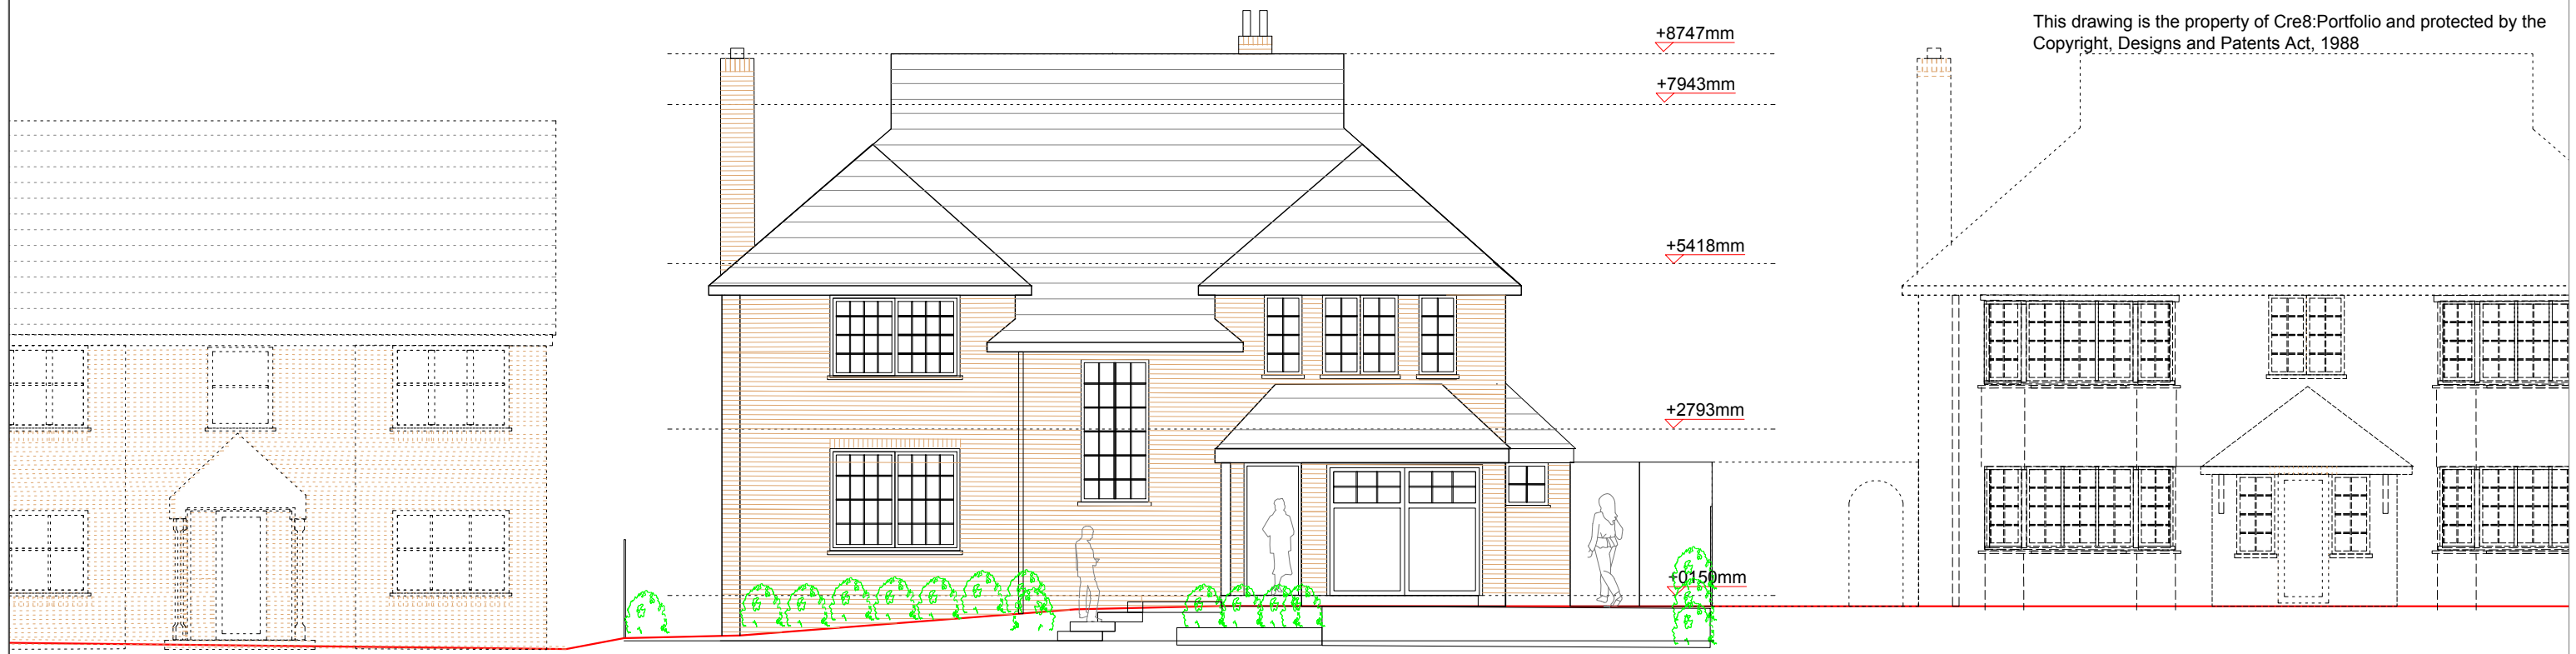 This drawing is the property of Cre8:Portfolio and protected by the
Copyright, Designs and Patents Act, 1988
+8747mm
+7943mm
+5418mm
+2793mm
+0150mm